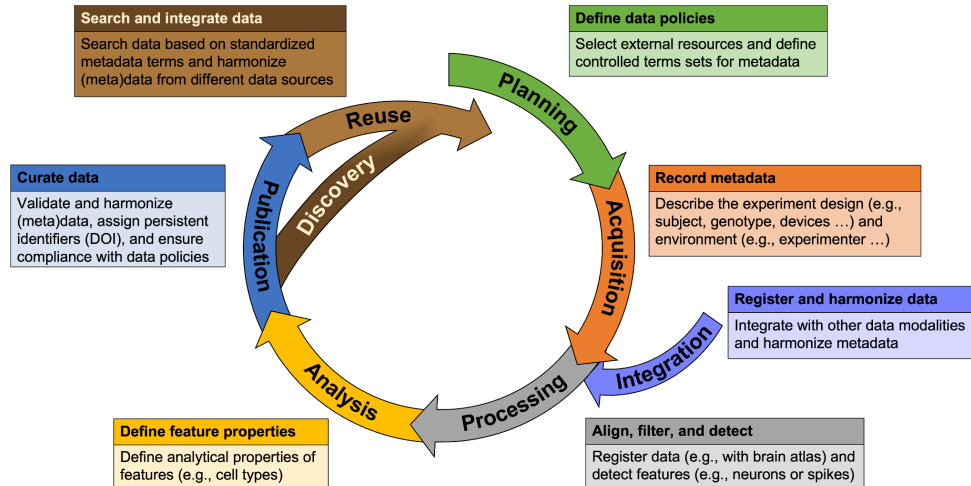 Search and integrate data
Search data based on standardized
metadata terms and harmonize
(meta)data from different data sources
Define data policies
Select external resources and define
controlled terms sets for metadata
Planning
Reuse
Discovery
Publication
Acquisition
Curate data
Validate and harmonize
(meta)data, assign persistent
identifiers (DOI), and ensure
compliance with data policies
Record metadata
Describe the experiment design (e.g.,
subject, genotype, devices ...) and
environment (e.g., experimenter ...)
Register and harmonize data
Integrate with other data modalities
and harmonize metadata
Integration
Processing
Analysis
Define feature properties
Define analytical properties of
features (e.g., cell types)
Align, filter, and detect
Register data (e.g., with brain atlas) and
detect features (e.g., neurons or spikes)